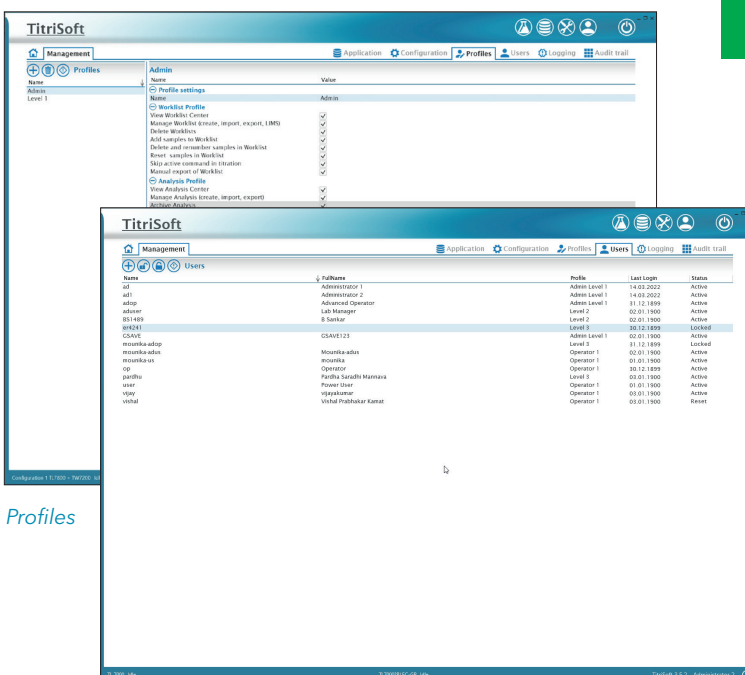 TitriSoft
Management
Application Configuration Profiles Users Logging Audit trail
Profiles
Name
Admin
Level 1
Admin
Name Value
Profile settings
Name Admin
Worklist Profile
View Worklist Center
Manage Worklist (create, import, export, LIMS)
Delete Worklists
Add samples to Worklist
Delete and renumber samples in Worklist
Reset samples in Worklist
Skip active command in titration
Manual export of Worklist
Analysis Profile
View Analysis Center
Manage Analysis (create, import, export)
Archive Analysis
TitriSoft
Management
Application Configuration Profiles Users Logging Audit trail
Users
Name FullName Profile Last Login Status
ad Administrator 1 Admin Level 1 14.03.2022 Active
ad1 Administrator 2 Admin Level 1 14.03.2022 Active
adop Advanced Operator Admin Level 1 31.12.1899 Active
aduser Lab Manager Level 2 02.01.1900 Active
BS1489 B Sankar Level 2 02.01.1900 Active
er4241 Level 3 30.12.1899 Locked
GSAVE GSAVE123 Admin Level 1 02.01.1900 Active
mounika-adop Level 3 31.12.1899 Locked
mounika-adus Mounika-adus Operator 1 02.01.1900 Active
mounika-us mounika Operator 1 01.01.1900 Active
op Operator Operator 1 30.12.1899 Active
pardhu Pardha Saradhi Mannava Level 3 03.01.1900 Active
user Power User Operator 1 01.01.1900 Active
vijay vijayakumar Operator 1 03.01.1900 Active
vishal Vishal Prabhakar Kamat Operator 1 03.01.1900 Reset
Profiles